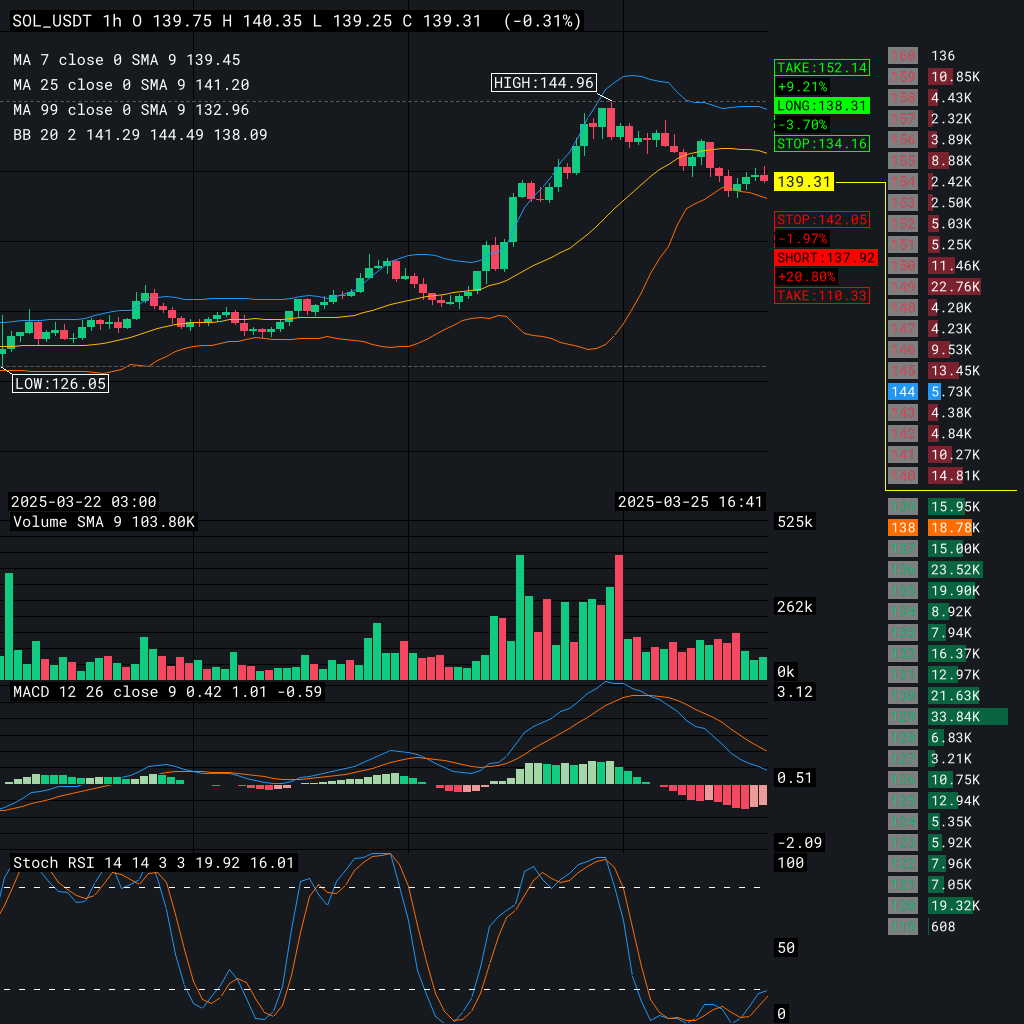 SOL_USDT 1h O 139.75 H 140.35 L 139.25 C 139.31 (-0.31%)
MA 7 close 0 SMA 9 139.45
MA 25 close 0 SMA 9 141.20
MA 99 close 0 SMA 9 132.96
BB 20 2 141.29 144.49 138.09
HIGH:144.96
LOW:126.05
TAKE:152.14
+9.21%
LONG:138.31
-3.70%
STOP:134.16
139.31
STOP:142.05
-1.97%
SHORT:137.92
+20.80%
TAKE:110.33
2025-03-22 03:00
2025-03-25 16:41
Volume SMA 9 103.80K
525k
262k
0k
MACD 12 26 close 9 0.42 1.01 -0.59
3.12
0.51
-2.09
Stoch RSI 14 14 3 3 19.92 16.01
100
50
0
160 136
159 10.85K
158 4.43K
157 2.32K
156 3.89K
155 8.88K
154 2.42K
153 2.50K
152 5.03K
151 5.25K
150 11.46K
149 22.76K
148 4.20K
147 4.23K
146 9.53K
145 13.45K
144 5.73K
143 4.38K
142 4.84K
141 10.27K
140 14.81K
139 15.95K
138 18.78K
137 15.00K
136 23.52K
135 19.90K
134 8.92K
133 7.94K
132 16.37K
131 12.97K
130 21.63K
129 33.84K
128 6.83K
127 3.21K
126 10.75K
125 12.94K
124 5.35K
123 5.92K
122 7.96K
121 7.05K
120 19.32K
119 608